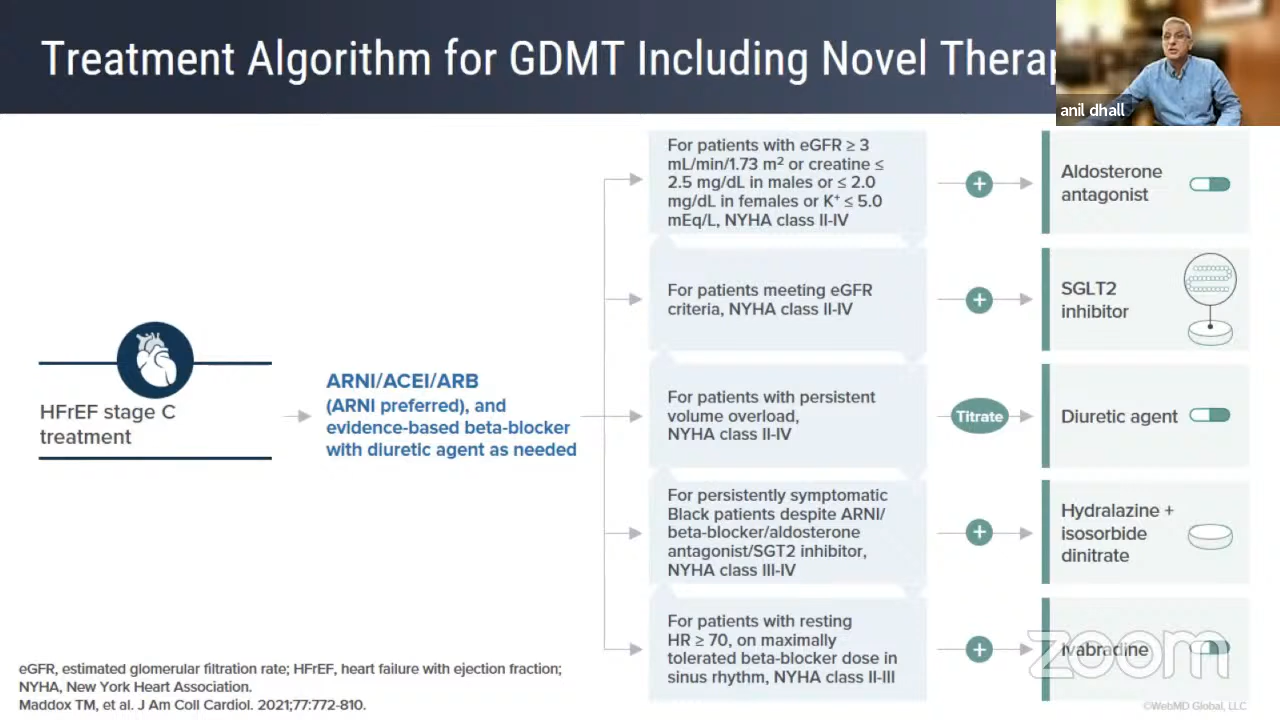 Treatment Algorithm for GDMT Including Novel Therap
anil dhall
For patients with eGFR ≥ 3
mL/min/1.73 m² or creatine ≤
2.5 mg/dL in males or ≤ 2.0
mg/dL in females or K⁺ ≤ 5.0
mEq/L, NYHA class II-IV
+
Aldosterone
antagonist
For patients meeting eGFR
criteria, NYHA class II-IV
+
SGLT2
inhibitor
HFrEF stage C
treatment
ARNI/ACEI/ARB
(ARNI preferred), and
evidence-based beta-blocker
with diuretic agent as needed
For patients with persistent
volume overload,
NYHA class II-IV
Titrate
Diuretic agent
For persistently symptomatic
Black patients despite ARNI/
beta-blocker/aldosterone
antagonist/SGT2 inhibitor,
NYHA class III-IV
+
Hydralazine +
isosorbide
dinitrate
For patients with resting
HR ≥ 70, on maximally
tolerated beta-blocker dose in
sinus rhythm, NYHA class II-III
+
Ivabradine
zoom
eGFR, estimated glomerular filtration rate; HFrEF, heart failure with ejection fraction;
NYHA, New York Heart Association.
Maddox TM, et al. J Am Coll Cardiol. 2021;77:772-810.
©WebMD Global, LLC